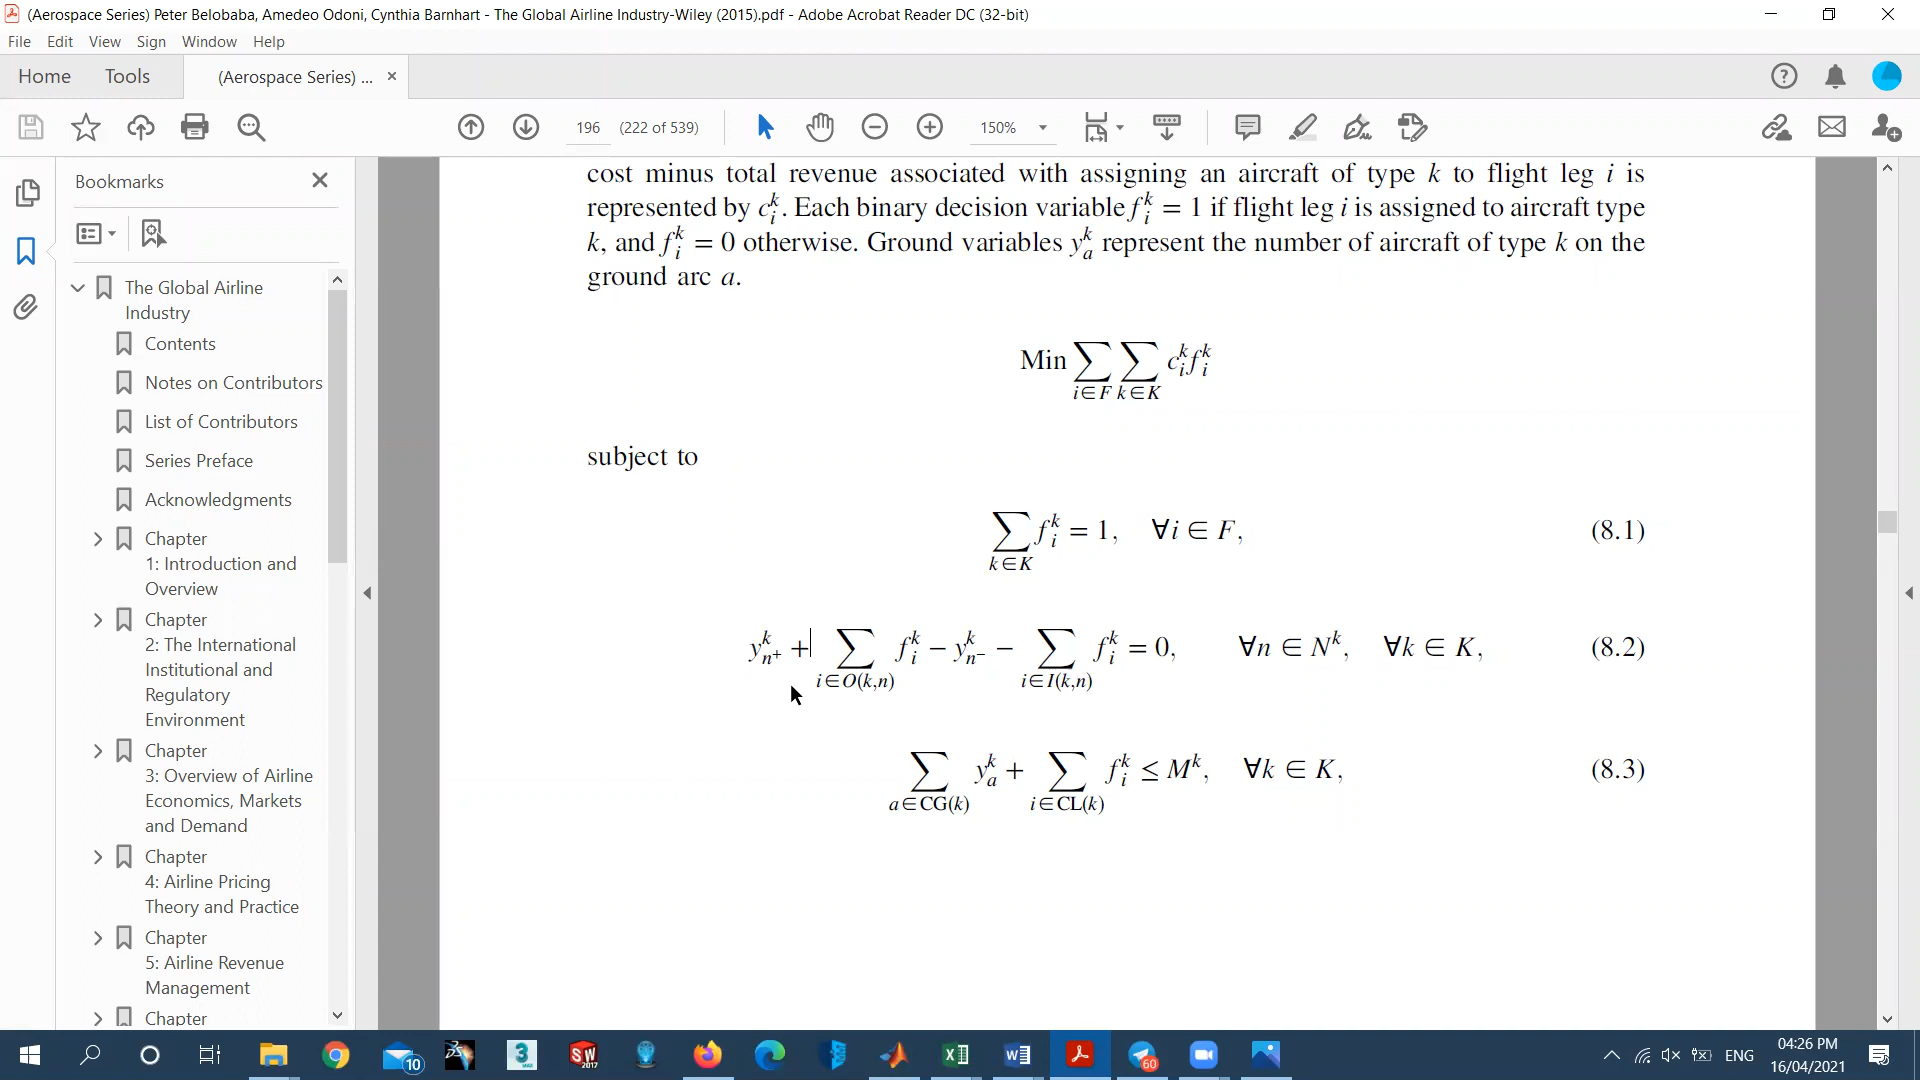 (Aerospace Series) Peter Belobaba, Amedeo Odoni, Cynthia Barnhart - The Global Airline Industry-Wiley (2015).pdf - Adobe Acrobat Reader DC (32-bit)
File Edit View Sign Window Help
Home Tools (Aerospace Series) ... ×
196 (222 of 539) 150%
Bookmarks
The Global Airline
Industry
Contents
Notes on Contributors
List of Contributors
Series Preface
Acknowledgments
Chapter
1: Introduction and
Overview
Chapter
2: The International
Institutional and
Regulatory
Environment
Chapter
3: Overview of Airline
Economics, Markets
and Demand
Chapter
4: Airline Pricing
Theory and Practice
Chapter
5: Airline Revenue
Management
Chapter
cost minus total revenue associated with assigning an aircraft of type k to flight leg i is
represented by c_i^k. Each binary decision variable f_i^k = 1 if flight leg i is assigned to aircraft type
k, and f_i^k = 0 otherwise. Ground variables y_a^k represent the number of aircraft of type k on the
ground arc a.
Min ∑_{i∈F} ∑_{k∈K} c_i^k f_i^k
subject to
∑_{k∈K} f_i^k = 1, ∀i ∈ F, (8.1)
y_{n^+}^k + ∑_{i∈O(k,n)} f_i^k − y_{n^−}^k − ∑_{i∈I(k,n)} f_i^k = 0, ∀n ∈ N^k, ∀k ∈ K, (8.2)
∑_{a∈CG(k)} y_a^k + ∑_{i∈CL(k)} f_i^k ≤ M^k, ∀k ∈ K, (8.3)
10
3
SW
2017
60
ENG
04:26 PM
16/04/2021